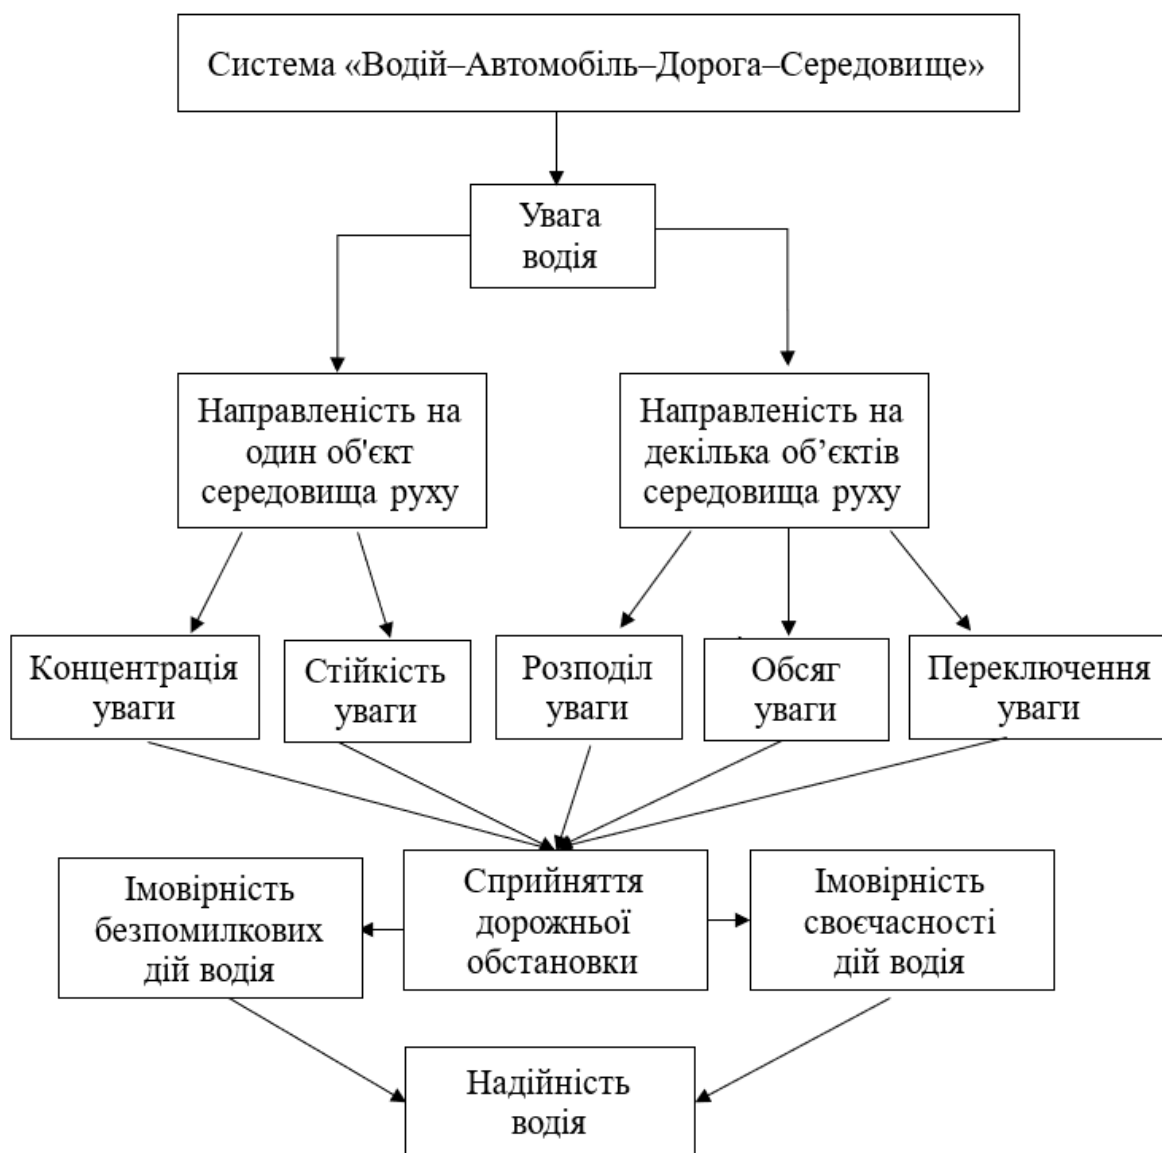 Система «Водій–Автомобіль–Дорога–Середовище»
Увага
водія
Направленість на
один об'єкт
середовища руху
Направленість на
декілька об’єктів
середовища руху
Концентрація
уваги
Стійкість
уваги
Розподіл
уваги
Обсяг
уваги
Переключення
уваги
Імовірність
безпомилкових
дій водія
Сприйняття
дорожньої
обстановки
Імовірність
своєчасності
дій водія
Надійність
водія